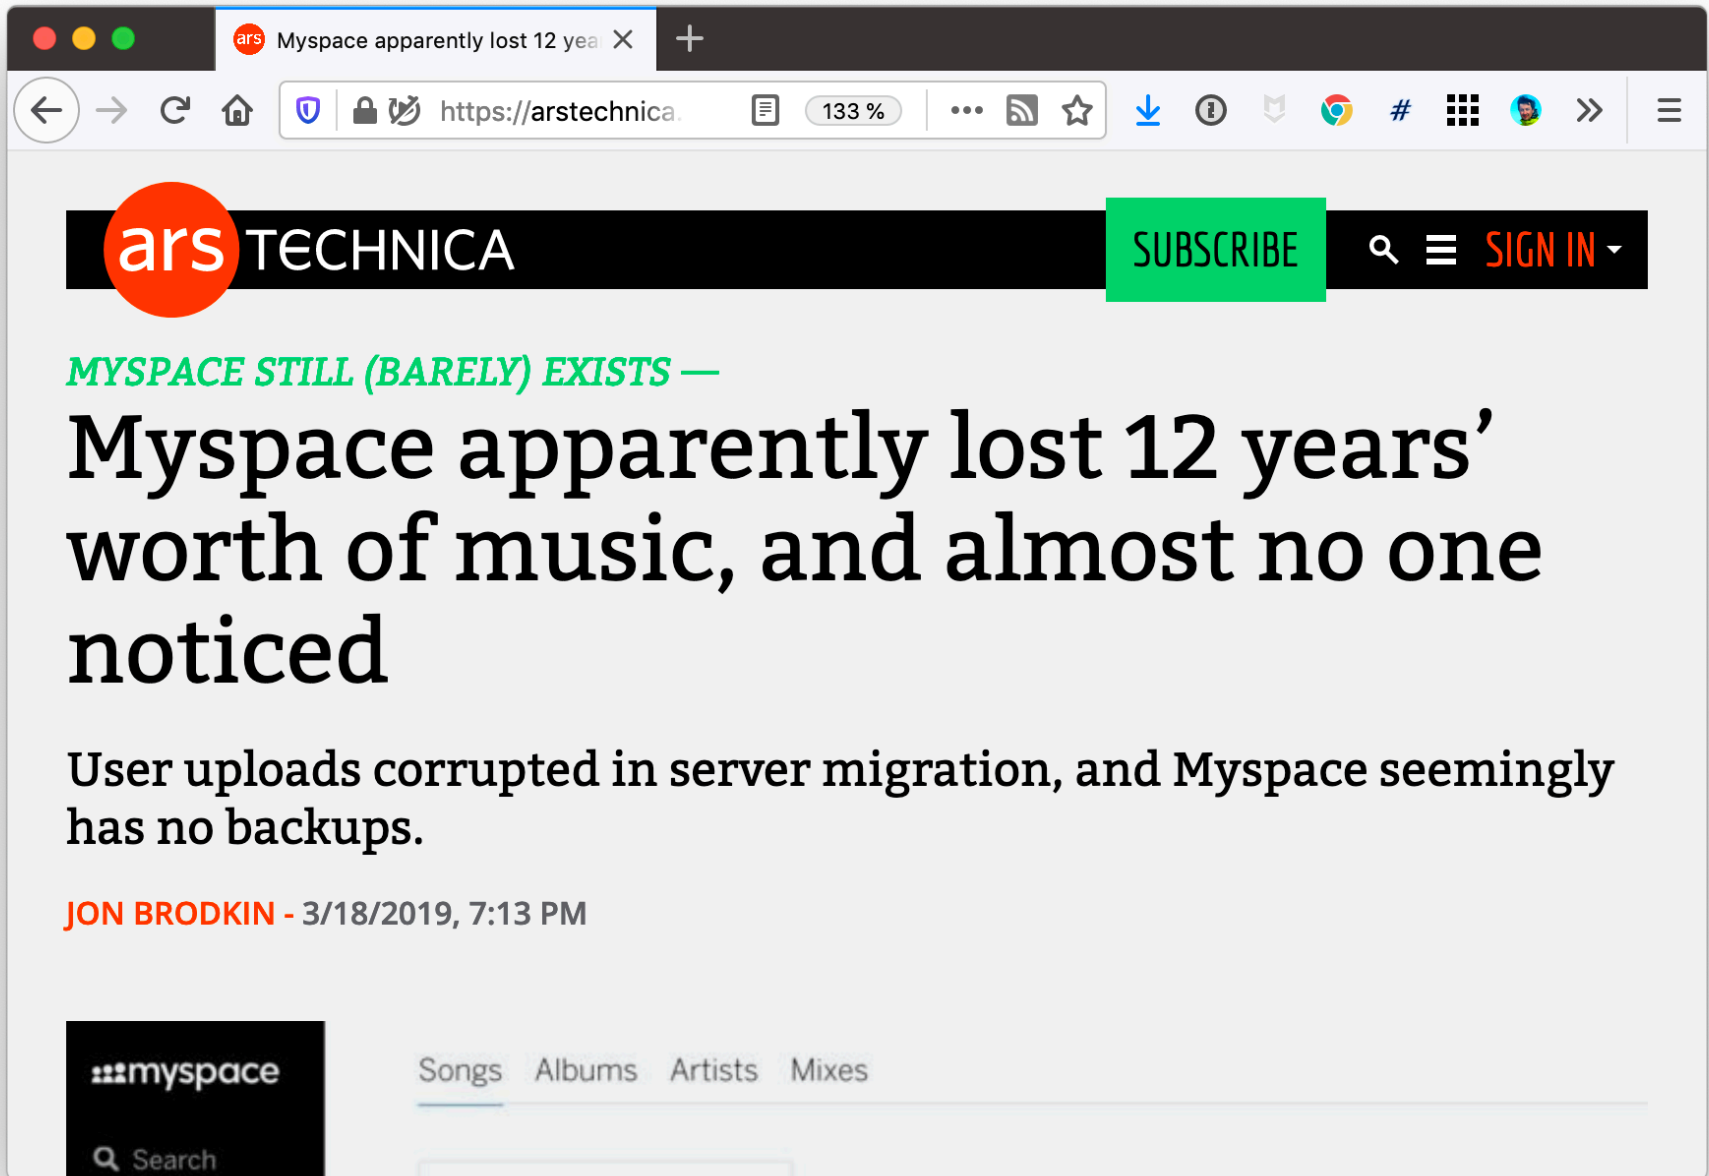 ars Myspace apparently lost 12 yea
https://arstechnica. 133 % #
ars TECHNICA SUBSCRIBE SIGN IN
MYSPACE STILL (BARELY) EXISTS —
Myspace apparently lost 12 years’
worth of music, and almost no one
noticed
User uploads corrupted in server migration, and Myspace seemingly
has no backups.
JON BRODKIN - 3/18/2019, 7:13 PM
myspace Songs Albums Artists Mixes
Search